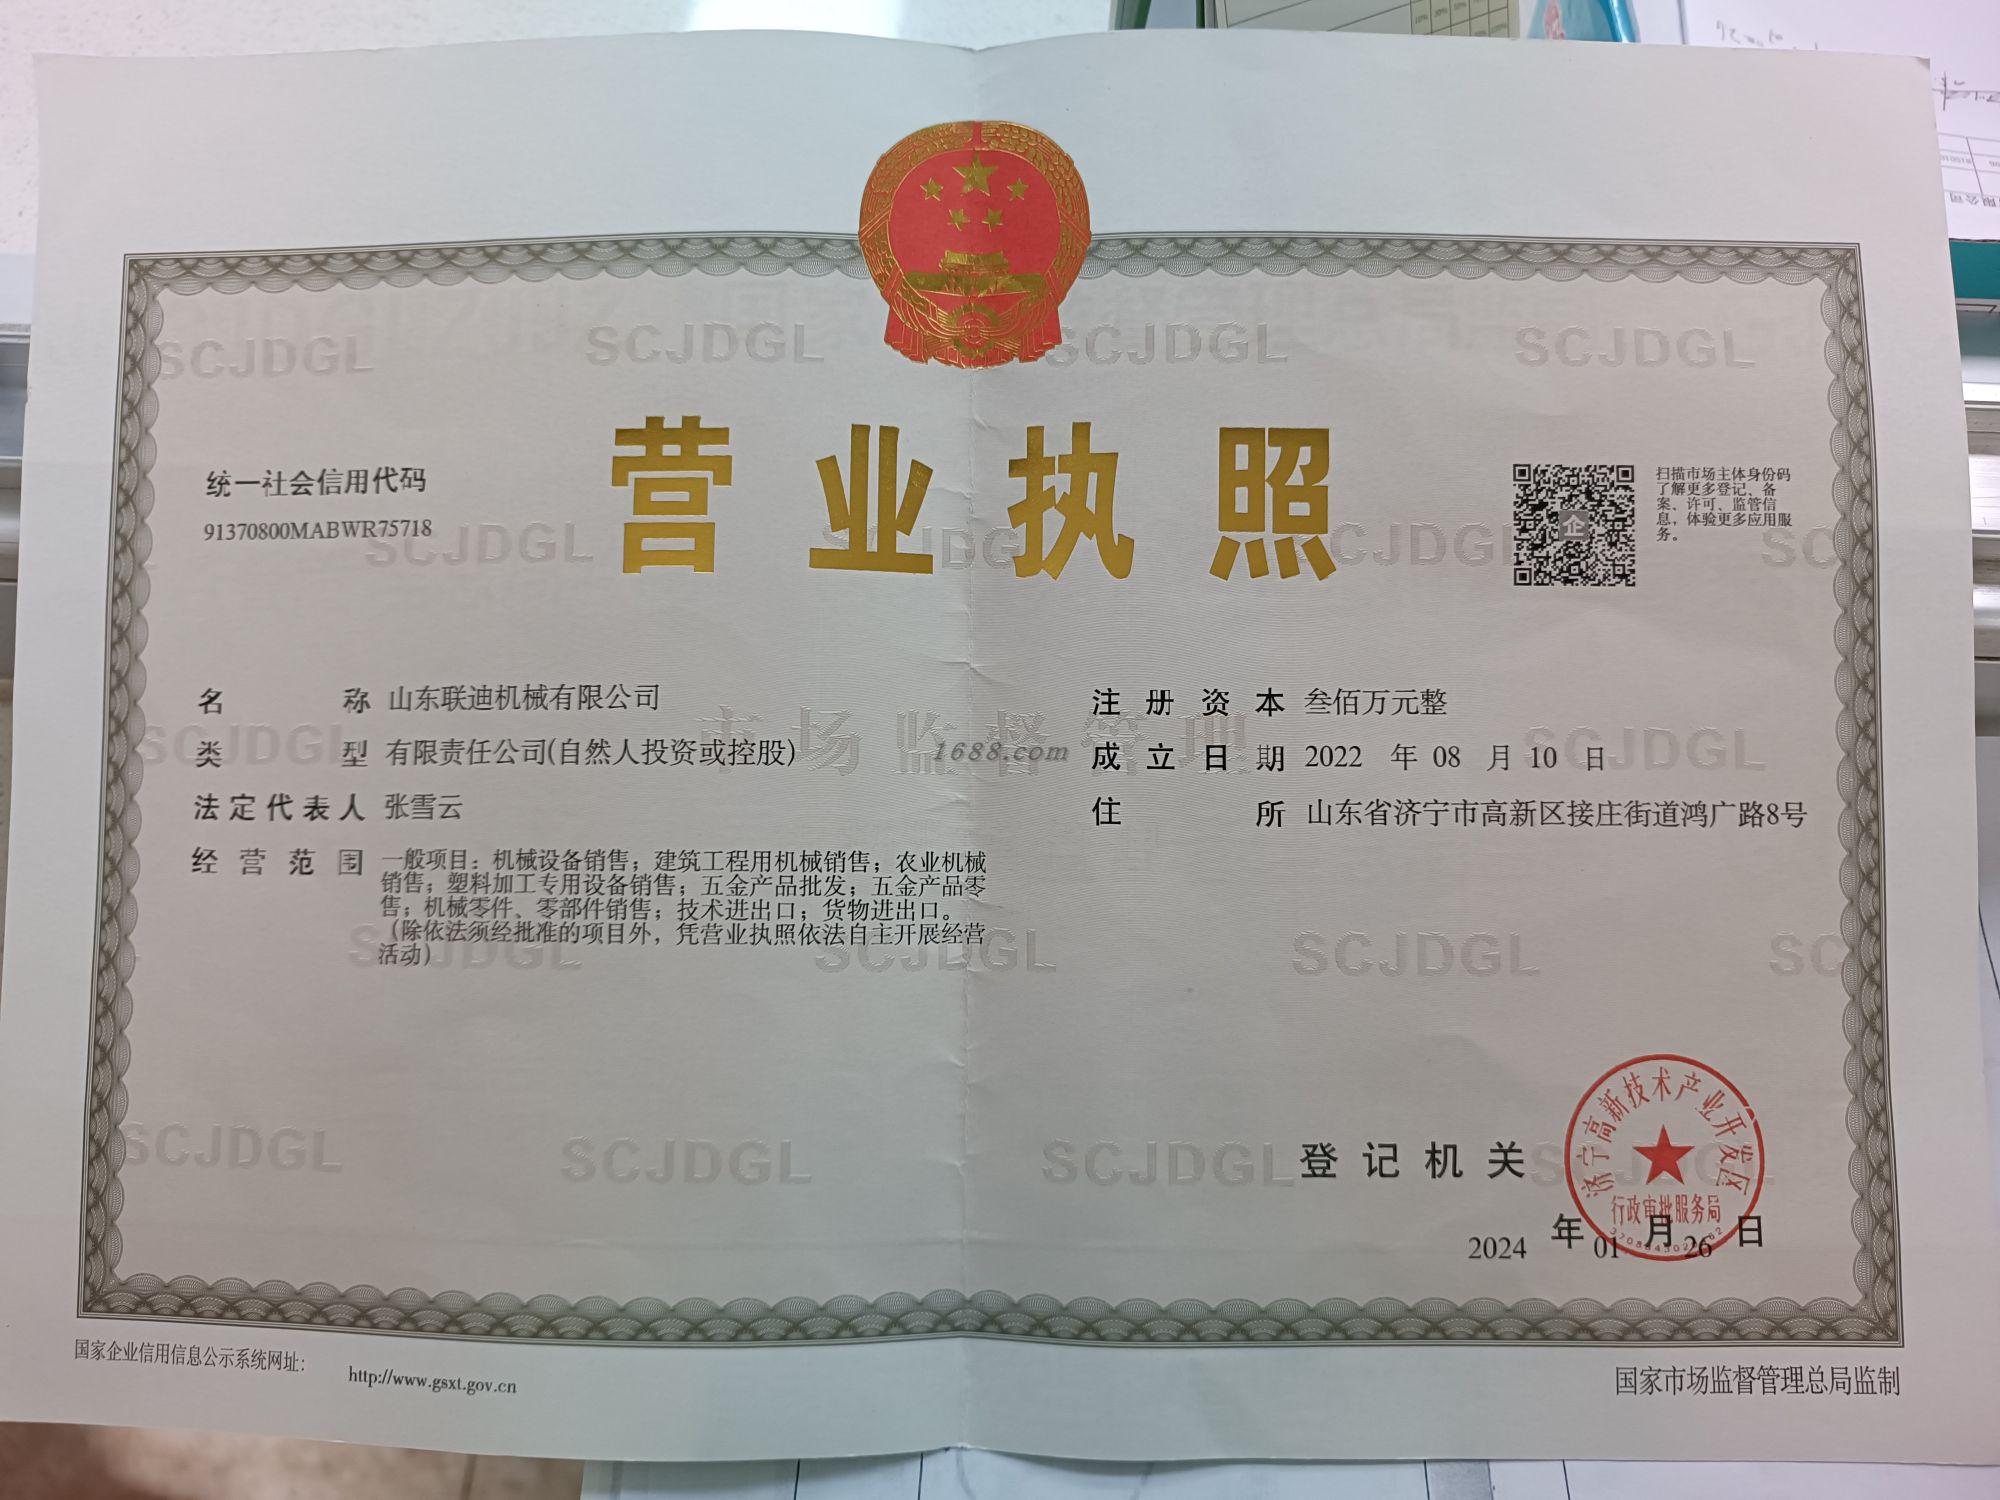 营业执照
统一社会信用代码
91370800MABWR75718
扫描市场主体身份码
了解更多登记、备
案、许可、监管信
息，体验更多应用服
务。
名称 山东联迪机械有限公司
类型 有限责任公司(自然人投资或控股)
法定代表人 张雪云
经营范围 一般项目：机械设备销售；建筑工程用机械销售；农业机械
销售；塑料加工专用设备销售；五金产品批发；五金产品零
售；机械零件、零部件销售；技术进出口；货物进出口。
（除依法须经批准的项目外，凭营业执照依法自主开展经营
活动）
注册资本 叁佰万元整
成立日期 2022 年 08 月 10 日
住所 山东省济宁市高新区接庄街道鸿广路8号
1688.com
市场监督管理
SCJDGL
登记机关
济宁高新技术产业开发区
行政审批服务局
2024 年 01 月 26 日
国家企业信用信息公示系统网址：
http://www.gsxt.gov.cn
国家市场监督管理总局监制